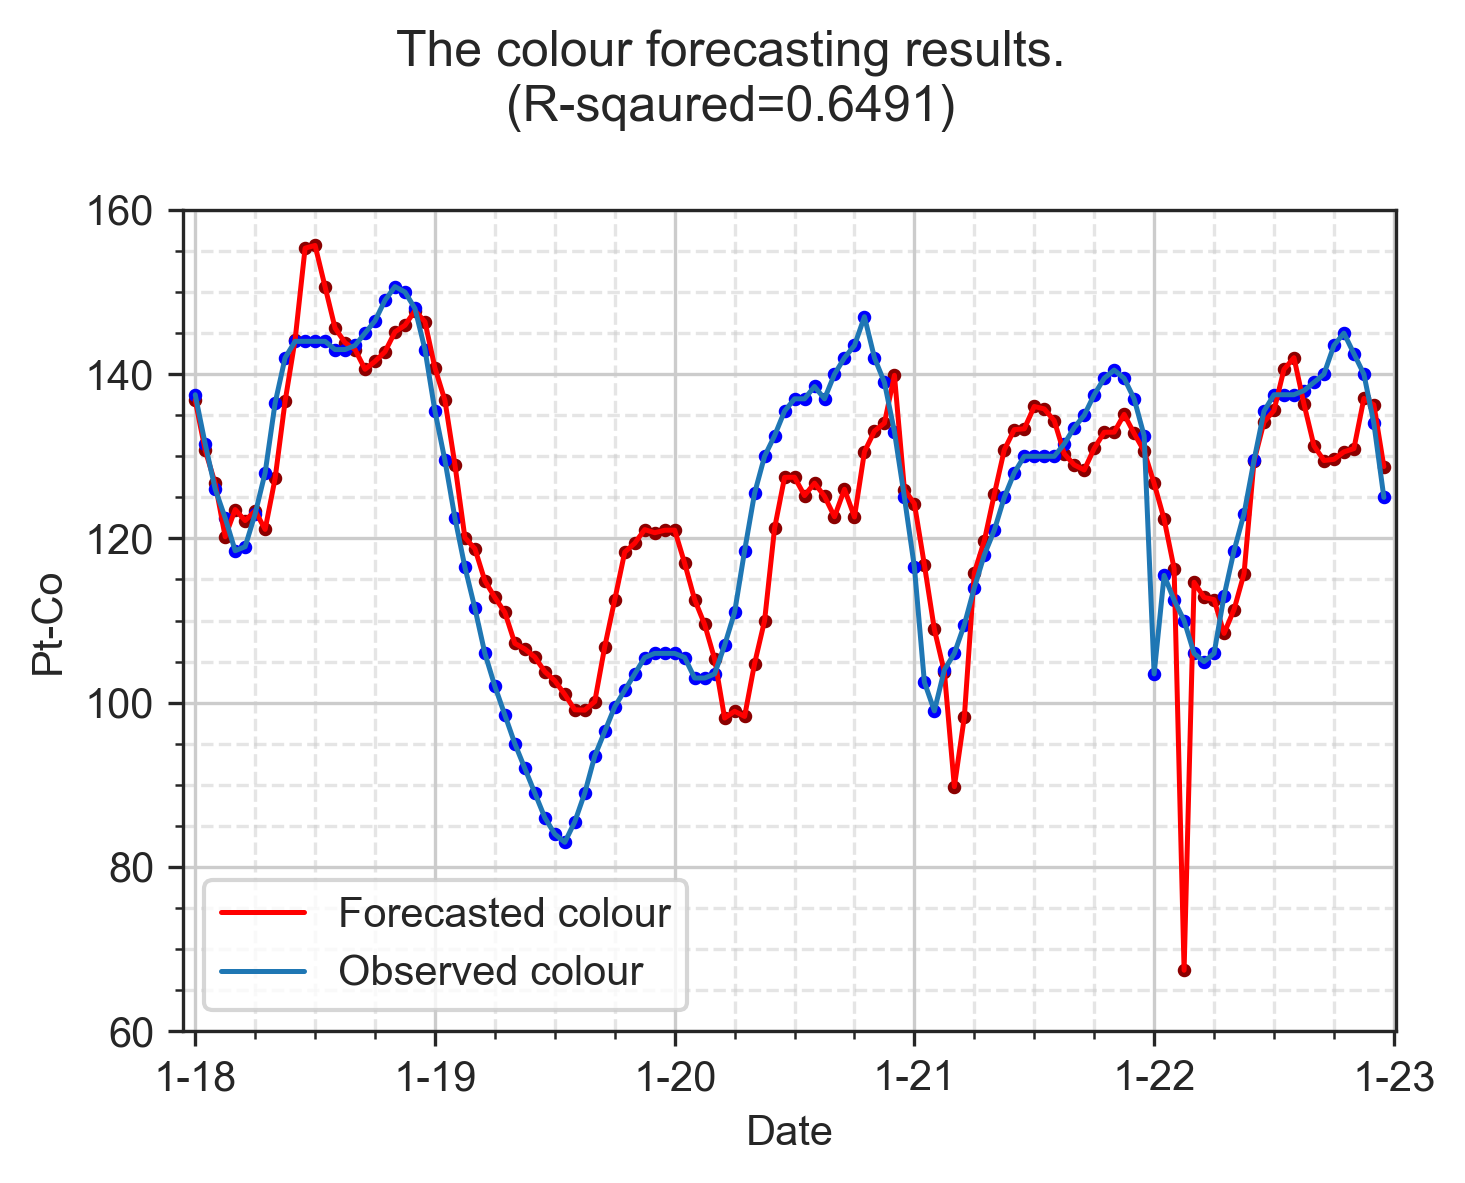 The colour forecasting results.
(R-sqaured=0.6491)
160
140
120
100
80
60
Pt-Co
Forecasted colour
Observed colour
1-18 1-19 1-20 1-21 1-22 1-23
Date